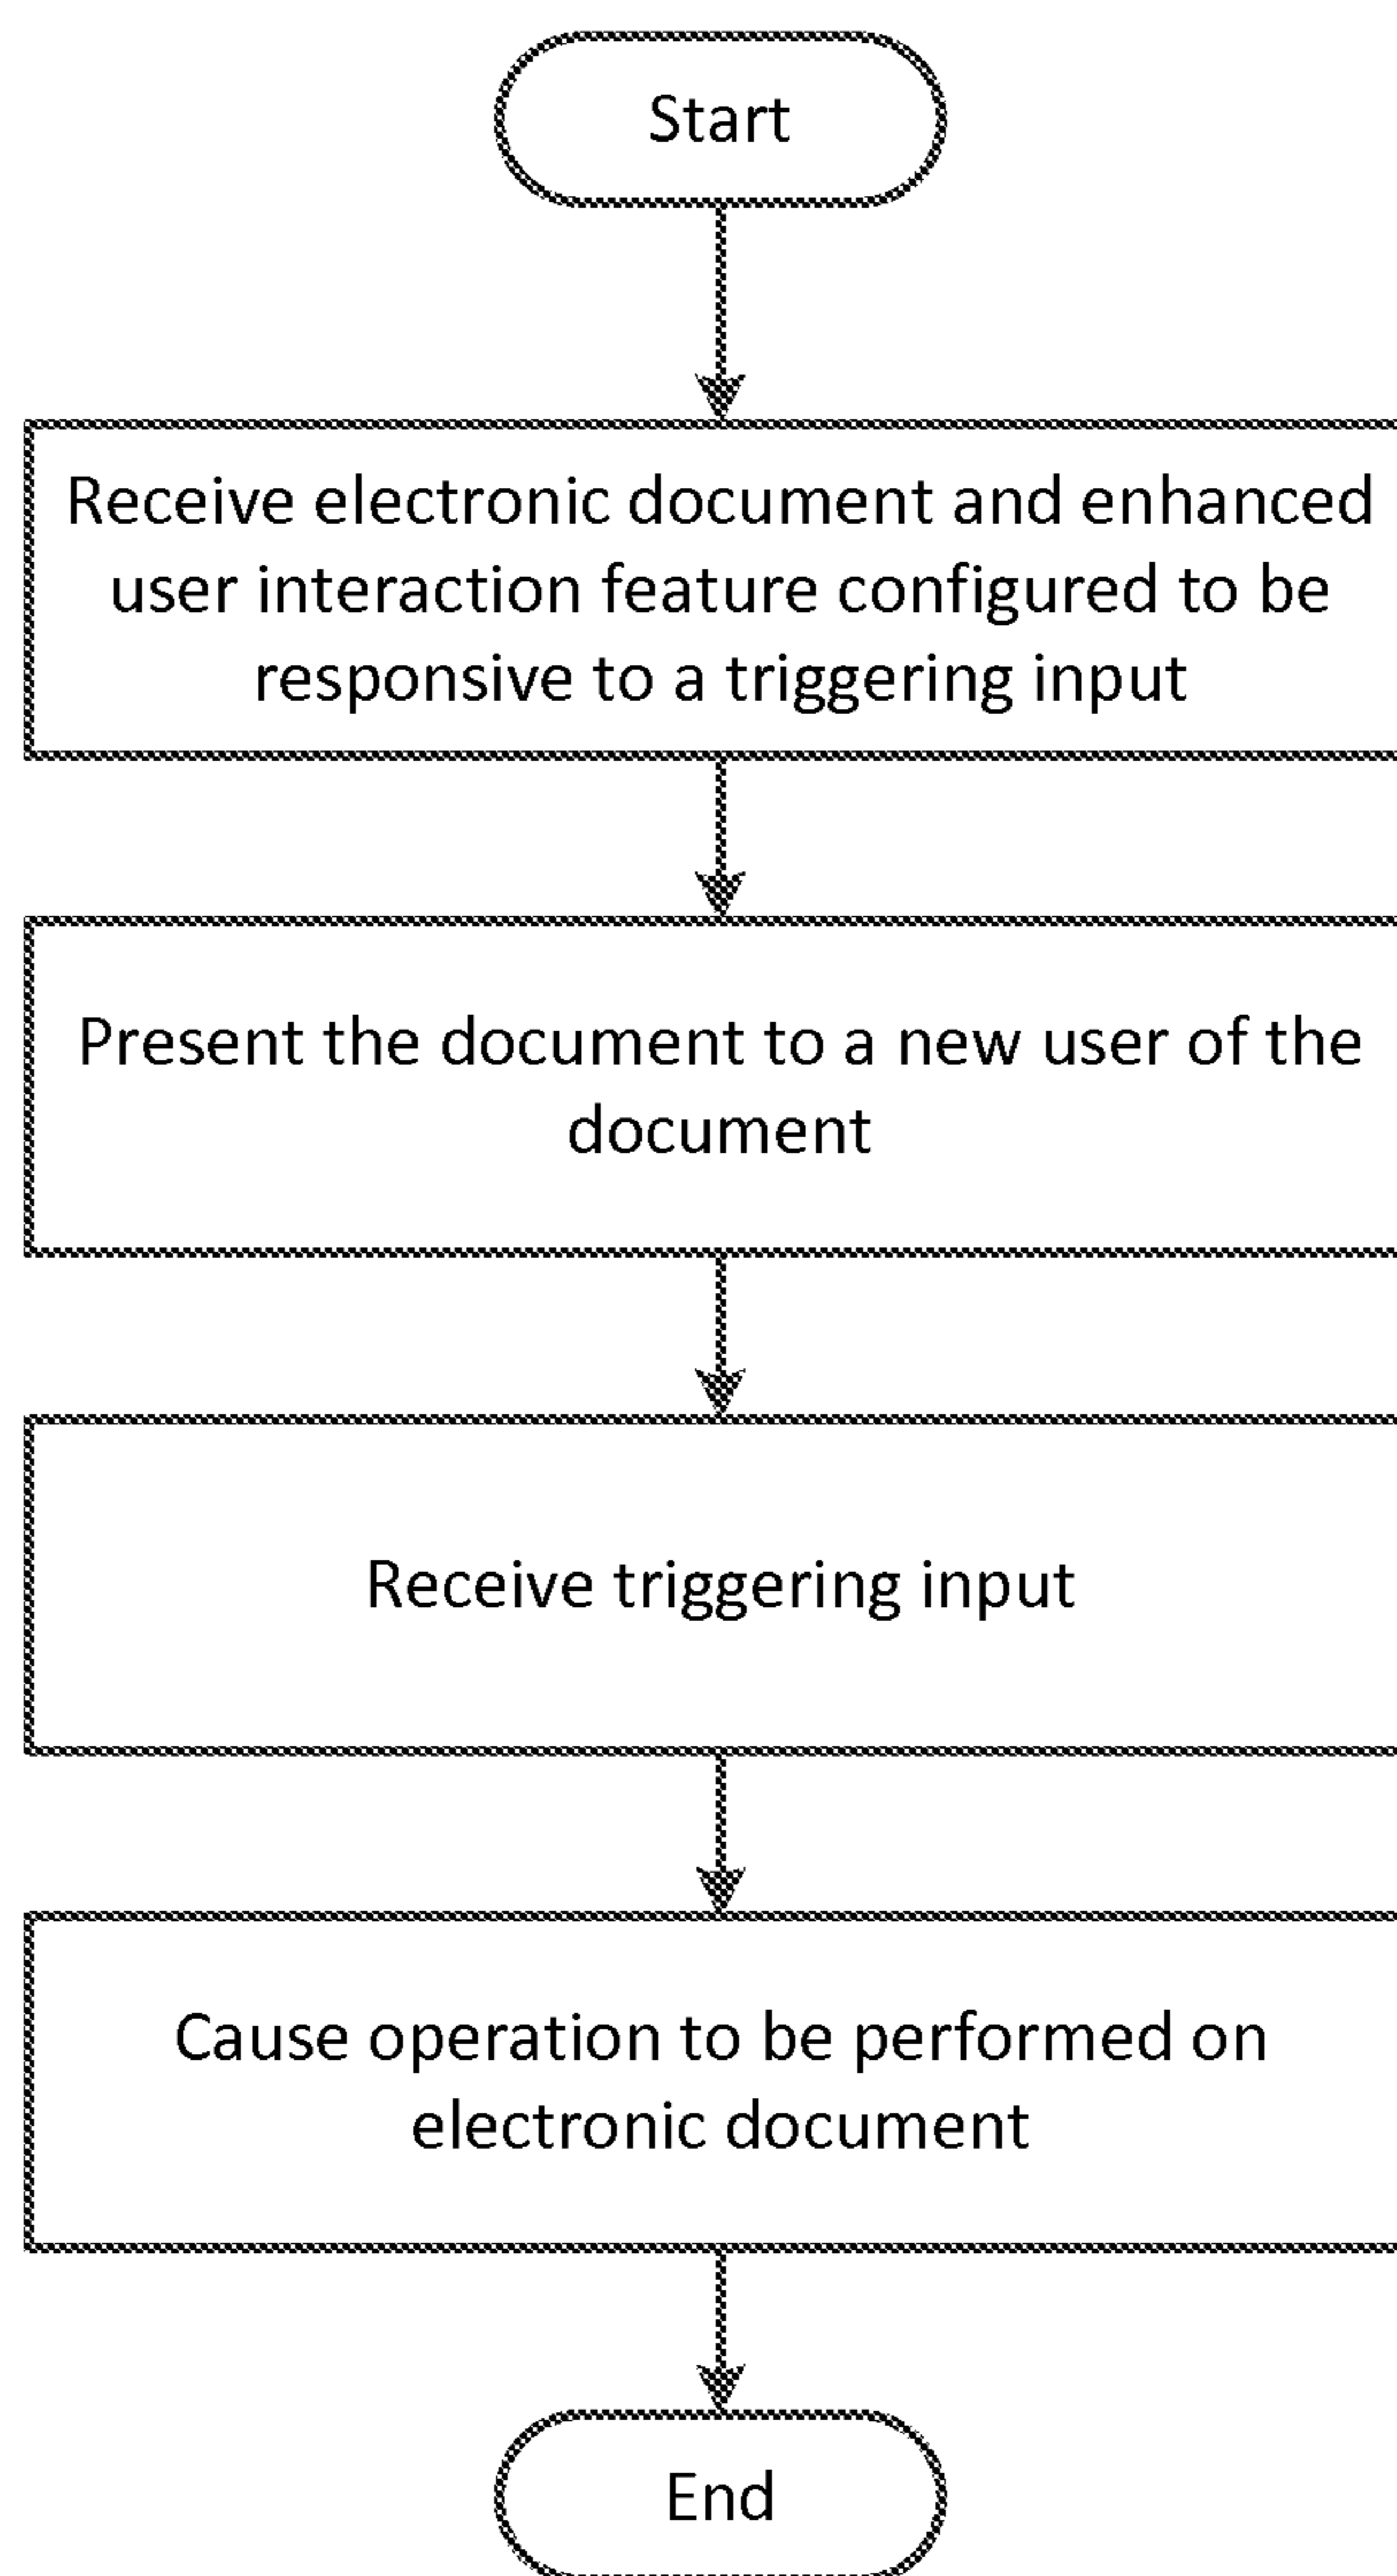 Start
Receive electronic document and enhanced
user interaction feature configured to be
responsive to a triggering input
Present the document to a new user of the
document
Receive triggering input
Cause operation to be performed on
electronic document
End